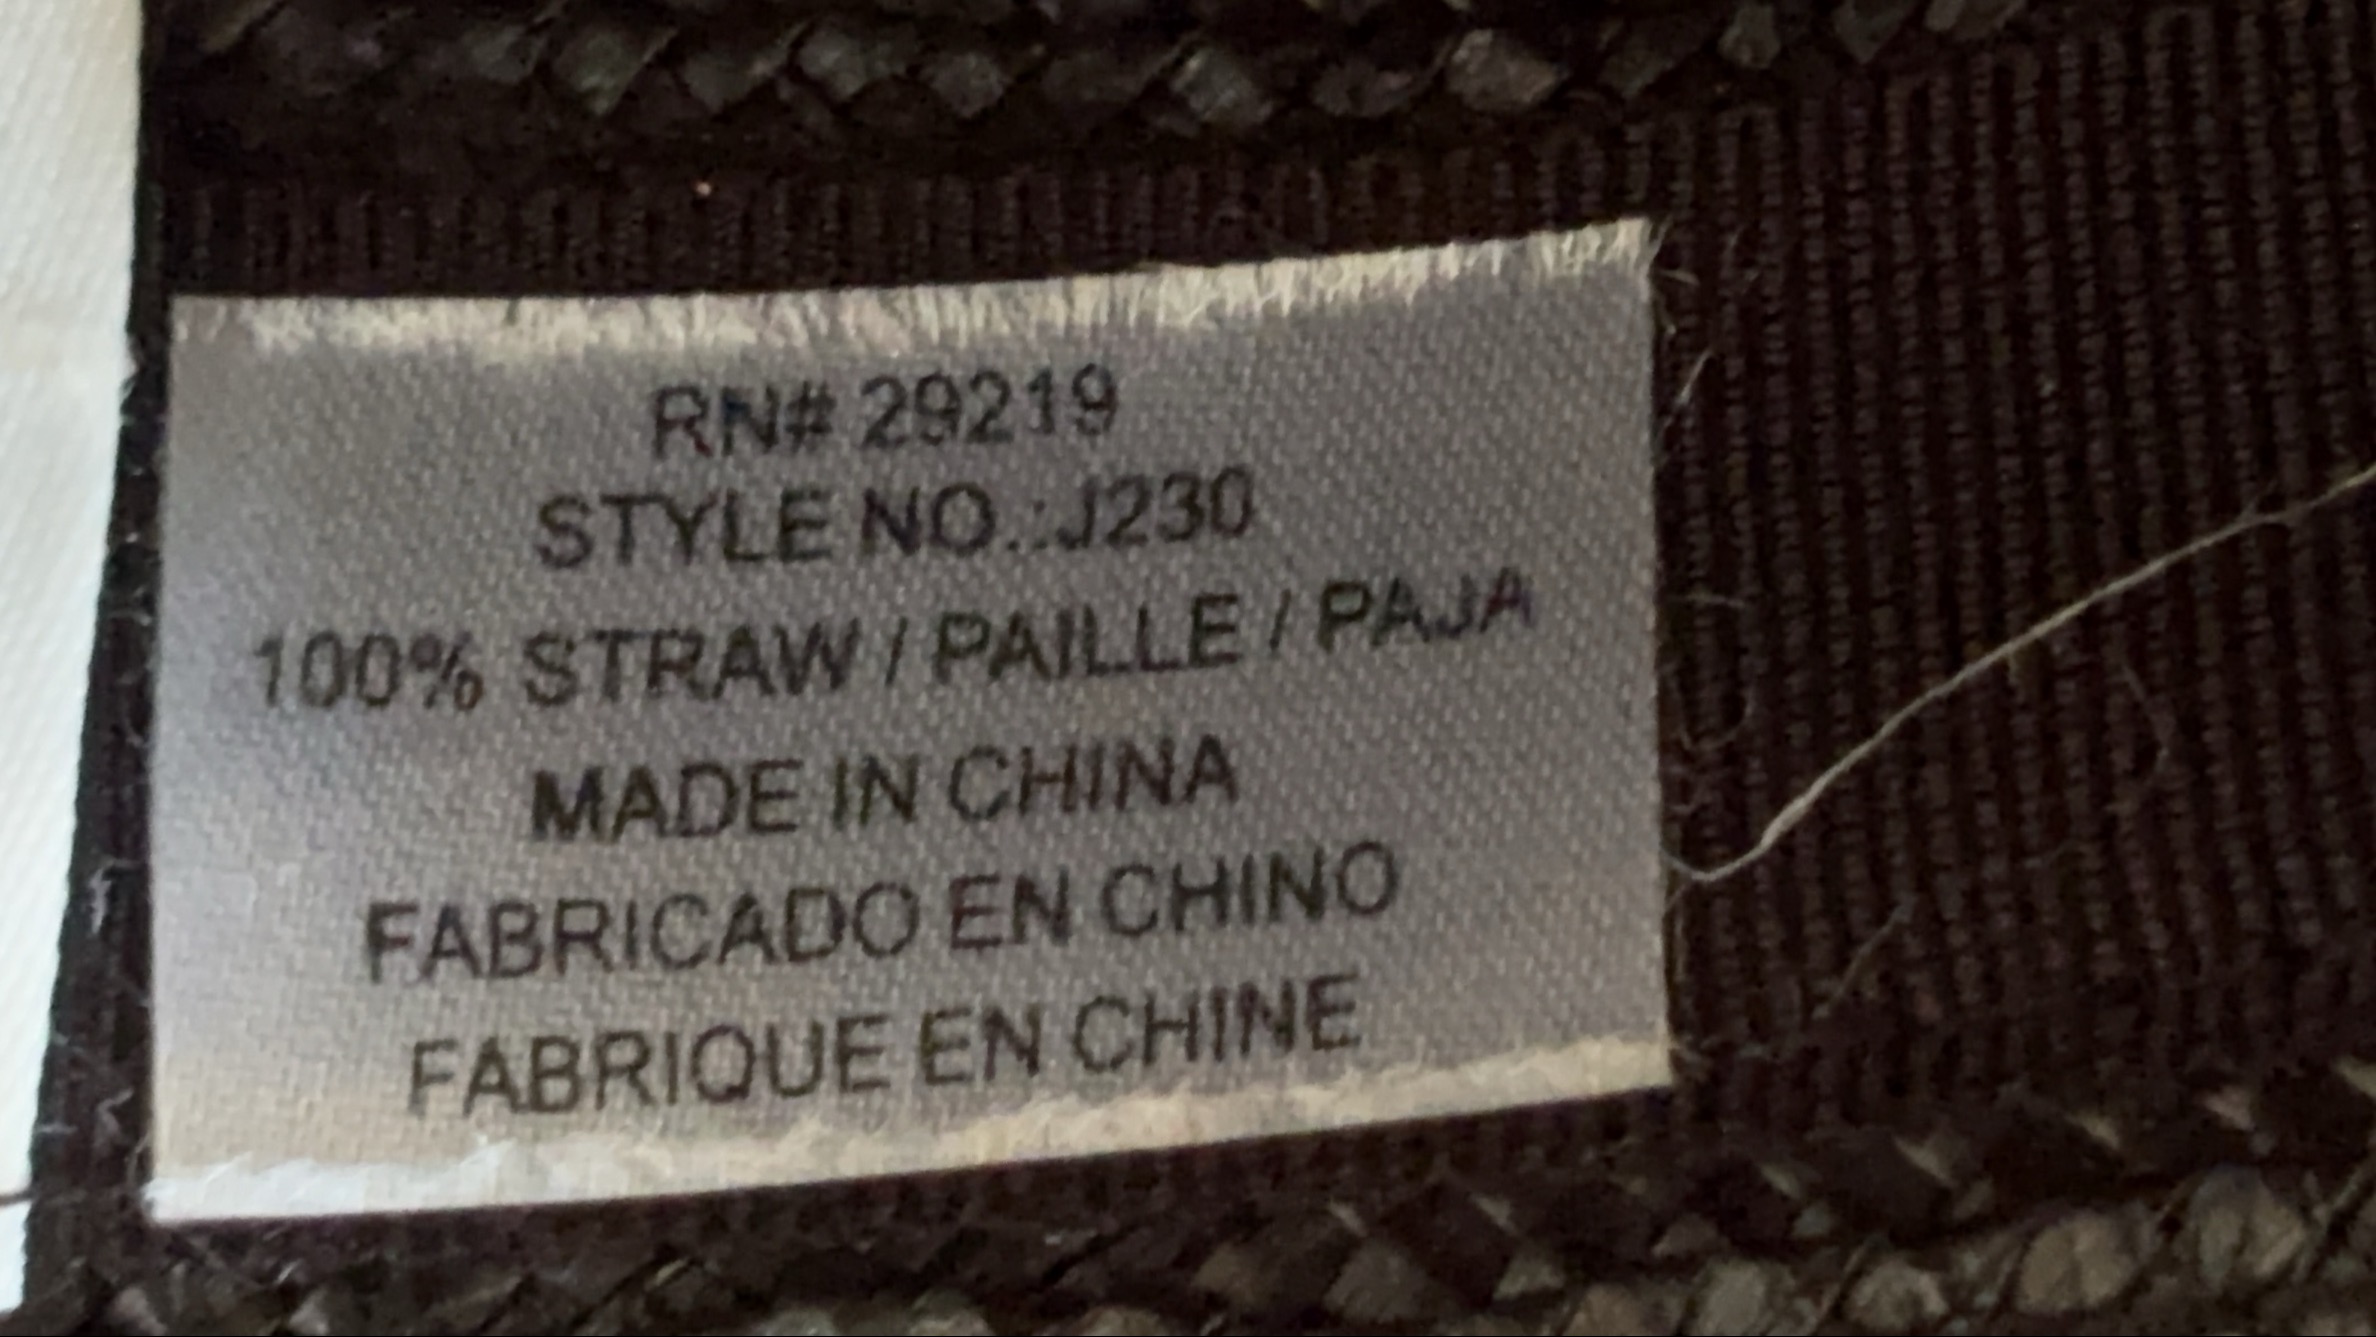 RN# 29219
STYLE NO.:J230
100% STRAW / PAILLE / PAJA
MADE IN CHINA
FABRICADO EN CHINO
FABRIQUE EN CHINE